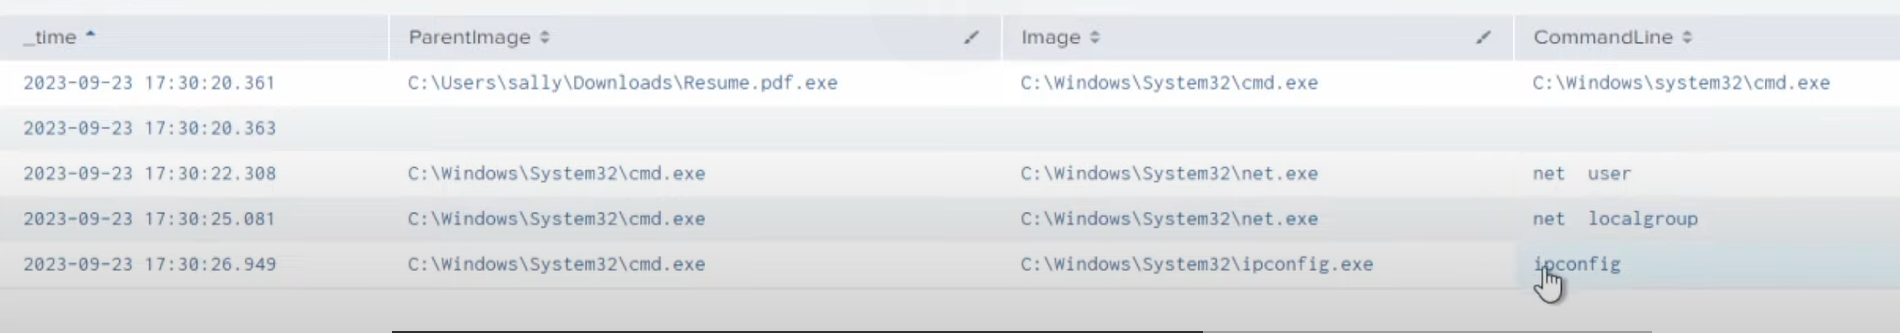 _time ParentImage Image CommandLine
2023-09-23 17:30:20.361 C:\Users\sally\Downloads\Resume.pdf.exe C:\Windows\System32\cmd.exe C:\Windows\system32\cmd.exe
2023-09-23 17:30:20.363
2023-09-23 17:30:22.308 C:\Windows\System32\cmd.exe C:\Windows\System32\net.exe net  user
2023-09-23 17:30:25.081 C:\Windows\System32\cmd.exe C:\Windows\System32\net.exe net  localgroup
2023-09-23 17:30:26.949 C:\Windows\System32\cmd.exe C:\Windows\System32\ipconfig.exe ipconfig